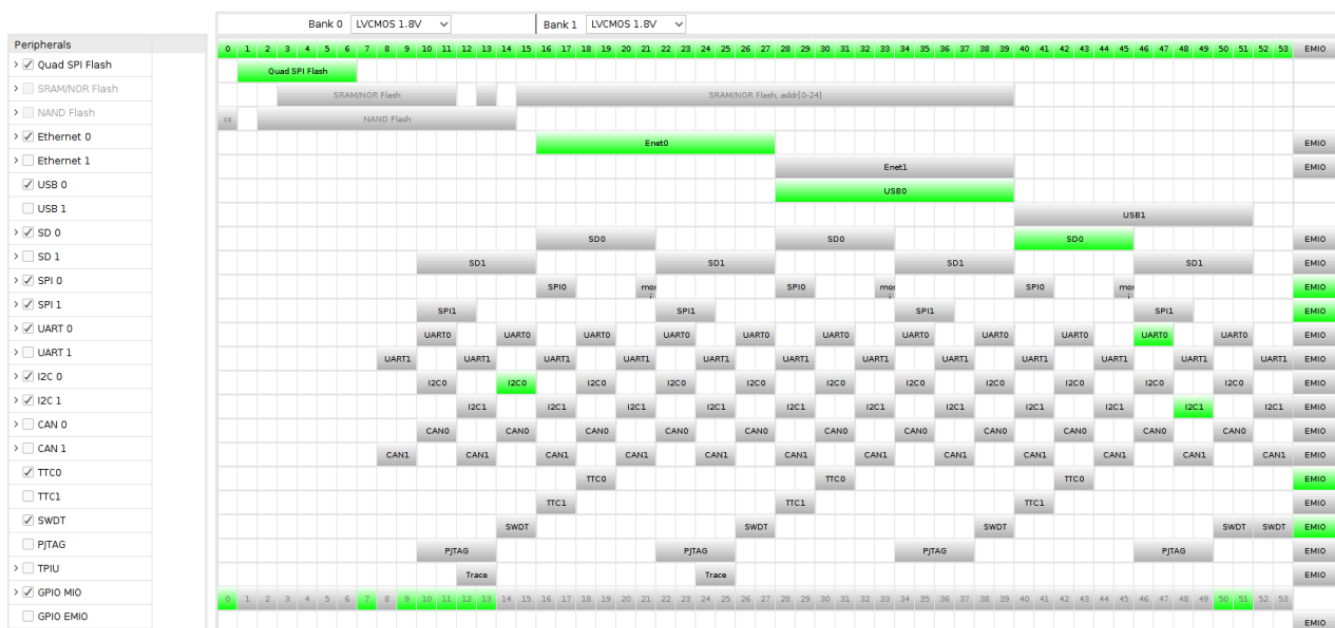 Bank 0 LVCMOS 1.8V Bank 1 LVCMOS 1.8V
Peripherals 0 1 2 3 4 5 6 7 8 9 10 11 12 13 14 15 16 17 18 19 20 21 22 23 24 25 26 27 28 29 30 31 32 33 34 35 36 37 38 39 40 41 42 43 44 45 46 47 48 49 50 51 52 53 EMIO
Quad SPI Flash Quad SPI Flash
SRAM/NOR Flash SRAM/NOR Flash SRAM/NOR Flash, addr[0-24]
NAND Flash cs NAND Flash
Ethernet 0 Enet0 EMIO
Ethernet 1 Enet1 EMIO
USB 0 USB0
USB 1 USB1
SD 0 SD0 SD0 SD0 EMIO
SD 1 SD1 SD1 SD1 SD1 EMIO
SPI 0 SPI0 SPI0 SPI0 EMIO
SPI 1 SPI1 SPI1 SPI1 SPI1 EMIO
UART 0 UART0 UART0 UART0 UART0 UART0 UART0 UART0 UART0 UART0 UART0 UART0 EMIO
UART 1 UART1 UART1 UART1 UART1 UART1 UART1 UART1 UART1 UART1 UART1 UART1 UART1 EMIO
I2C 0 I2C0 I2C0 I2C0 I2C0 I2C0 I2C0 I2C0 I2C0 I2C0 I2C0 I2C0 EMIO
I2C 1 I2C1 I2C1 I2C1 I2C1 I2C1 I2C1 I2C1 I2C1 I2C1 I2C1 I2C1 EMIO
CAN 0 CAN0 CAN0 CAN0 CAN0 CAN0 CAN0 CAN0 CAN0 CAN0 CAN0 CAN0 EMIO
CAN 1 CAN1 CAN1 CAN1 CAN1 CAN1 CAN1 CAN1 CAN1 CAN1 CAN1 CAN1 CAN1 EMIO
TTC0 TTC0 TTC0 TTC0 EMIO
TTC1 TTC1 TTC1 TTC1 EMIO
SWDT SWDT SWDT SWDT SWDT SWDT EMIO
PJTAG PJTAG PJTAG PJTAG PJTAG EMIO
TPIU Trace Trace EMIO
GPIO MIO 0 1 2 3 4 5 6 7 8 9 10 11 12 13 14 15 16 17 18 19 20 21 22 23 24 25 26 27 28 29 30 31 32 33 34 35 36 37 38 39 40 41 42 43 44 45 46 47 48 49 50 51 52 53
GPIO EMIO EMIO